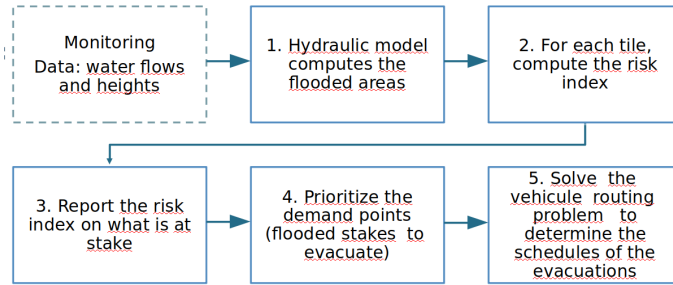 Monitoring
Data: water flows
and heights
1. Hydraulic model
computes the
flooded areas
2. For each tile,
compute the risk
index
3. Report the risk
index on what is at
stake
4. Prioritize the
demand points
(flooded stakes to
evacuate)
5. Solve the
vehicule routing
problem to
determine the
schedules of the
evacuations